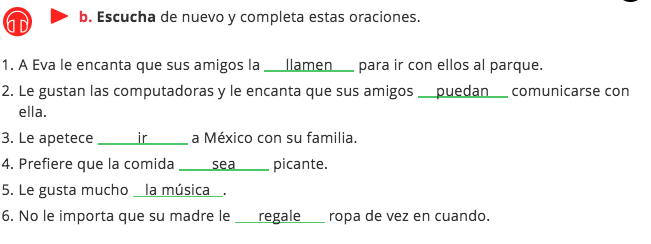 b. Escucha de nuevo y completa estas oraciones.
1. A Eva le encanta que sus amigos la llamen para ir con ellos al parque.
2. Le gustan las computadoras y le encanta que sus amigos puedan comunicarse con
ella.
3. Le apetece ir a México con su familia.
4. Prefiere que la comida sea picante.
5. Le gusta mucho la música.
6. No le importa que su madre le regale ropa de vez en cuando.